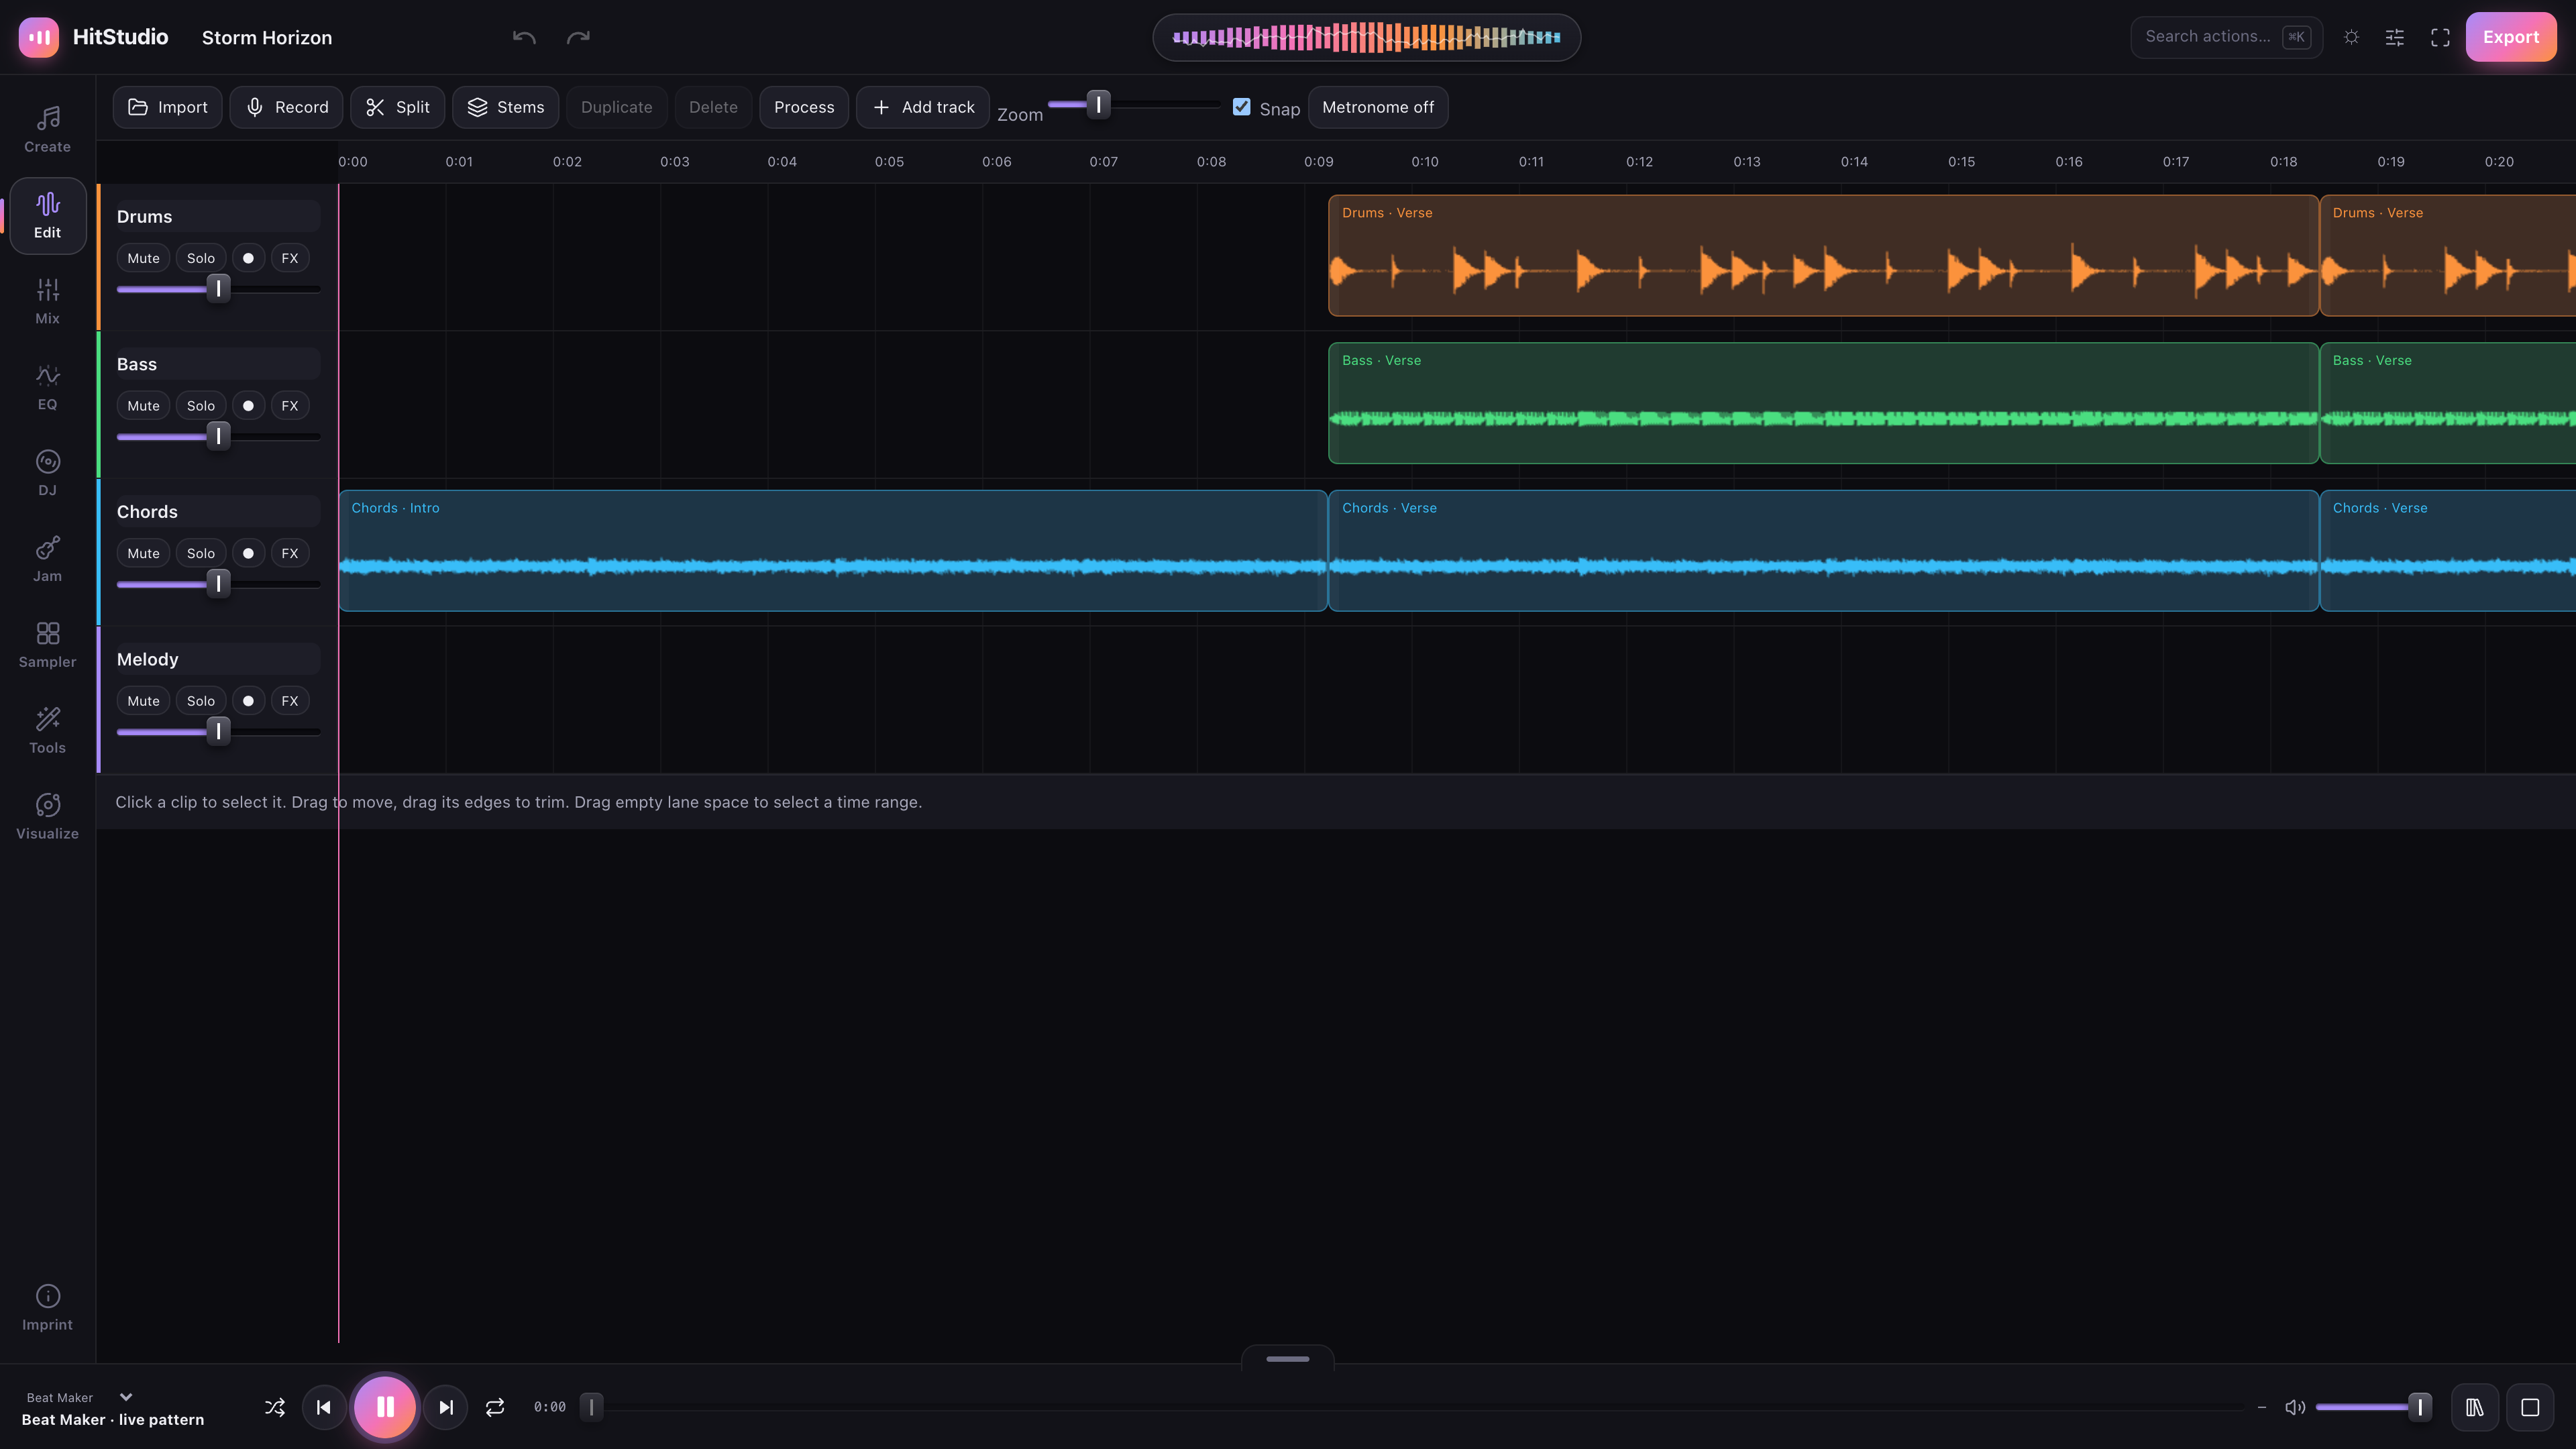 HitStudio
Storm Horizon
Search actions... ⌘K
Export
Import
Record
Split
Stems
Duplicate
Delete
Process
Add track
Zoom
Snap
Metronome off
0:00 0:01 0:02 0:03 0:04 0:05 0:06 0:07 0:08 0:09 0:10 0:11 0:12 0:13 0:14 0:15 0:16 0:17 0:18 0:19 0:20
Create
Edit
Mix
EQ
DJ
Jam
Sampler
Tools
Visualize
Imprint
Drums
Mute Solo FX
Drums · Verse
Drums · Verse
Bass
Mute Solo FX
Bass · Verse
Bass · Verse
Chords
Mute Solo FX
Chords · Intro
Chords · Verse
Chords · Verse
Melody
Mute Solo FX
Click a clip to select it. Drag to move, drag its edges to trim. Drag empty lane space to select a time range.
Beat Maker
Beat Maker · live pattern
0:00
–